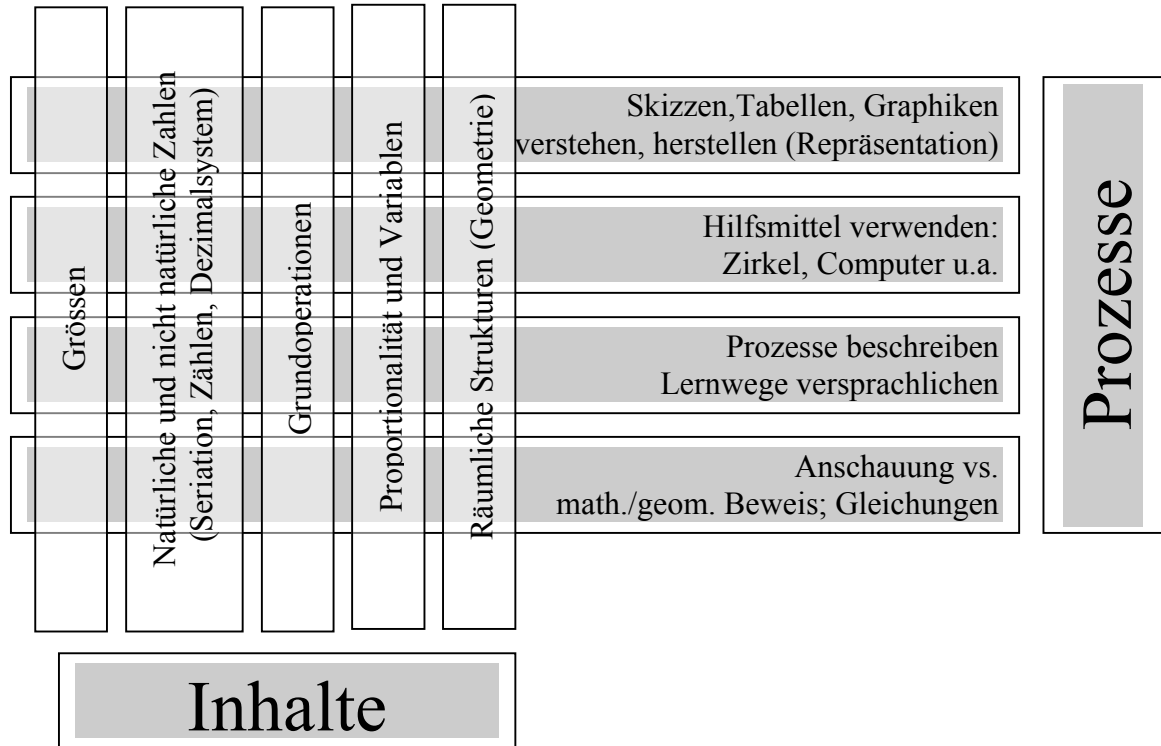 Grössen
Natürliche und nicht natürliche Zahlen
(Seriation, Zählen, Dezimalsystem)
Grundoperationen
Proportionalität und Variablen
Räumliche Strukturen (Geometrie)
Skizzen,Tabellen, Graphiken
verstehen, herstellen (Repräsentation)
Hilfsmittel verwenden:
Zirkel, Computer u.a.
Prozesse beschreiben
Lernwege versprachlichen
Anschauung vs.
math./geom. Beweis; Gleichungen
Prozesse
Inhalte